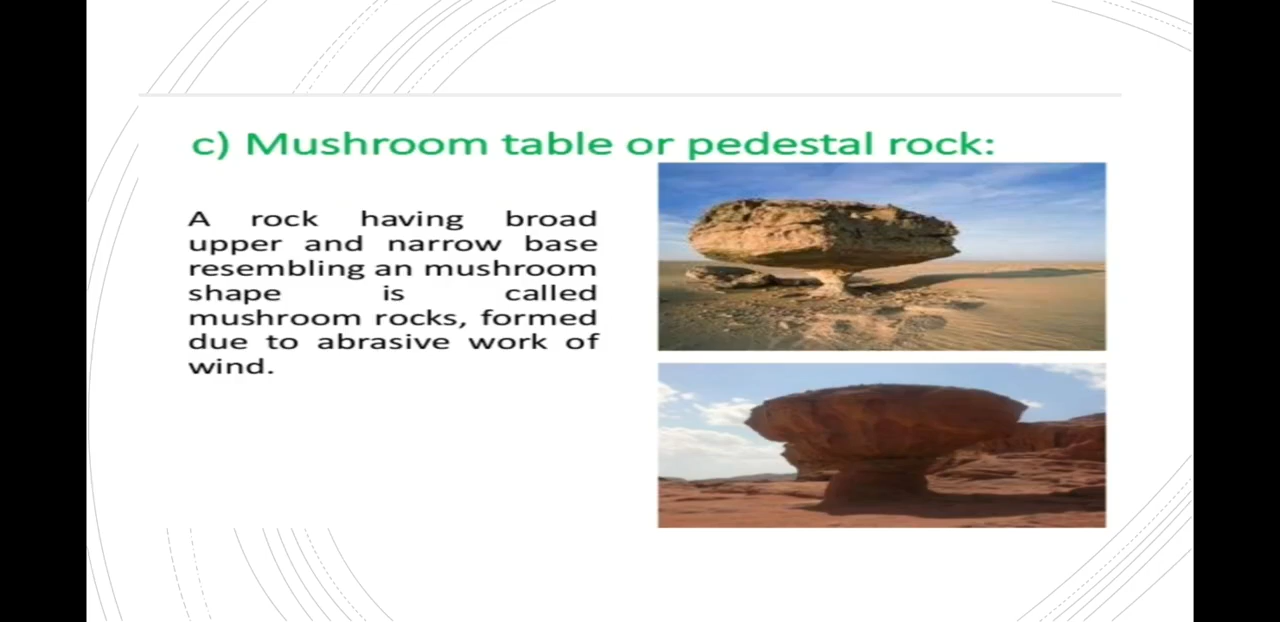 c) Mushroom table or pedestal rock:
A rock having broad
upper and narrow base
resembling an mushroom
shape is called
mushroom rocks, formed
due to abrasive work of
wind.